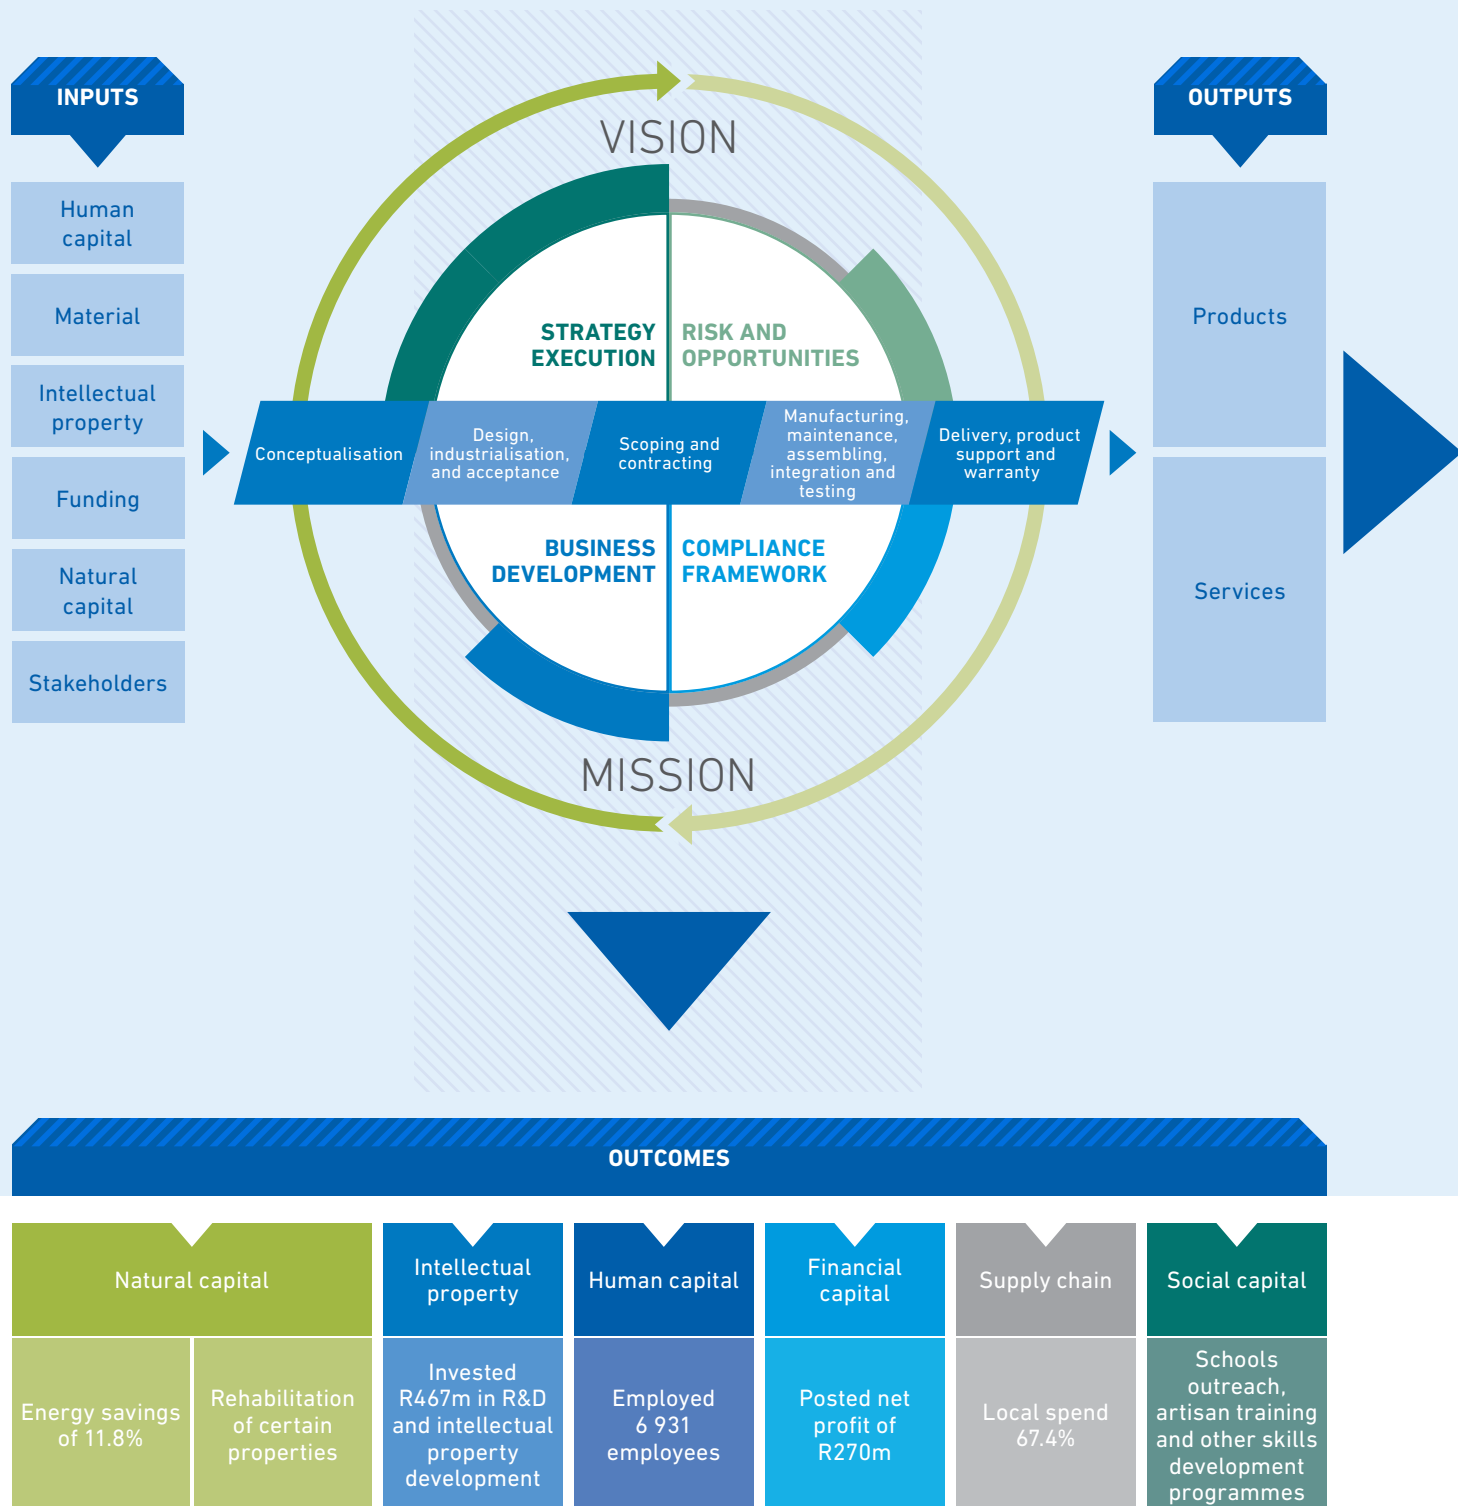 INPUTS
Human
capital
Material
Intellectual
property
Funding
Natural
capital
Stakeholders
VISION
STRATEGY
EXECUTION
RISK AND
OPPORTUNITIES
Conceptualisation
Design,
industrialisation,
and acceptance
Scoping and
contracting
Manufacturing,
maintenance,
assembling,
integration and
testing
Delivery, product
support and
warranty
BUSINESS
DEVELOPMENT
COMPLIANCE
FRAMEWORK
MISSION
OUTPUTS
Products
Services
OUTCOMES
Natural capital
Energy savings
of 11.8%
Rehabilitation
of certain
properties
Intellectual
property
Invested
R467m in R&D
and intellectual
property
development
Human capital
Employed
6 931
employees
Financial
capital
Posted net
profit of
R270m
Supply chain
Local spend
67.4%
Social capital
Schools
outreach,
artisan training
and other skills
development
programmes